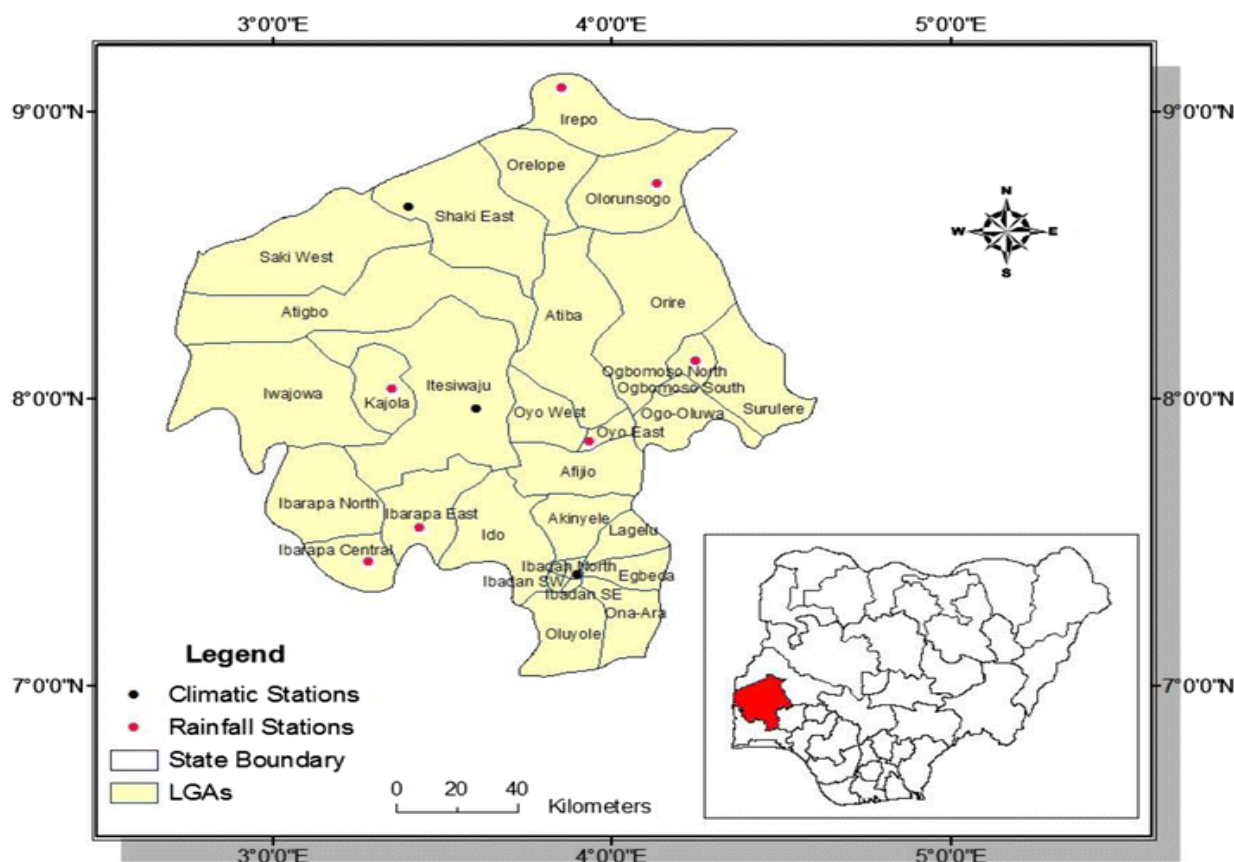 3°0'0"E 4°0'0"E 5°0'0"E
9°0'0"N 9°0'0"N
Irepo
Orelope
Olorunsogo
Shaki East
N
W E
S
Saki West
Atigbo
Atiba
Orire
Ogbomoso North
Ogbomoso South
Iwajowa
Kajola
Itesiwaju
8°0'0"N 8°0'0"N
Oyo West
Ogo-Oluwa
Surulere
Oyo East
Afijio
Ibarapa North
Ibarapa East
Ido
Akinyele
Lagelu
Ibarapa Central
Ibadan North
Egbeda
Ibadan SW
Ibadan SE
Ona-Ara
Oluyole
7°0'0"N 7°0'0"N
Legend
Climatic Stations
Rainfall Stations
State Boundary
LGAs
0 20 40
Kilometers
3°0'0"E 4°0'0"E 5°0'0"E